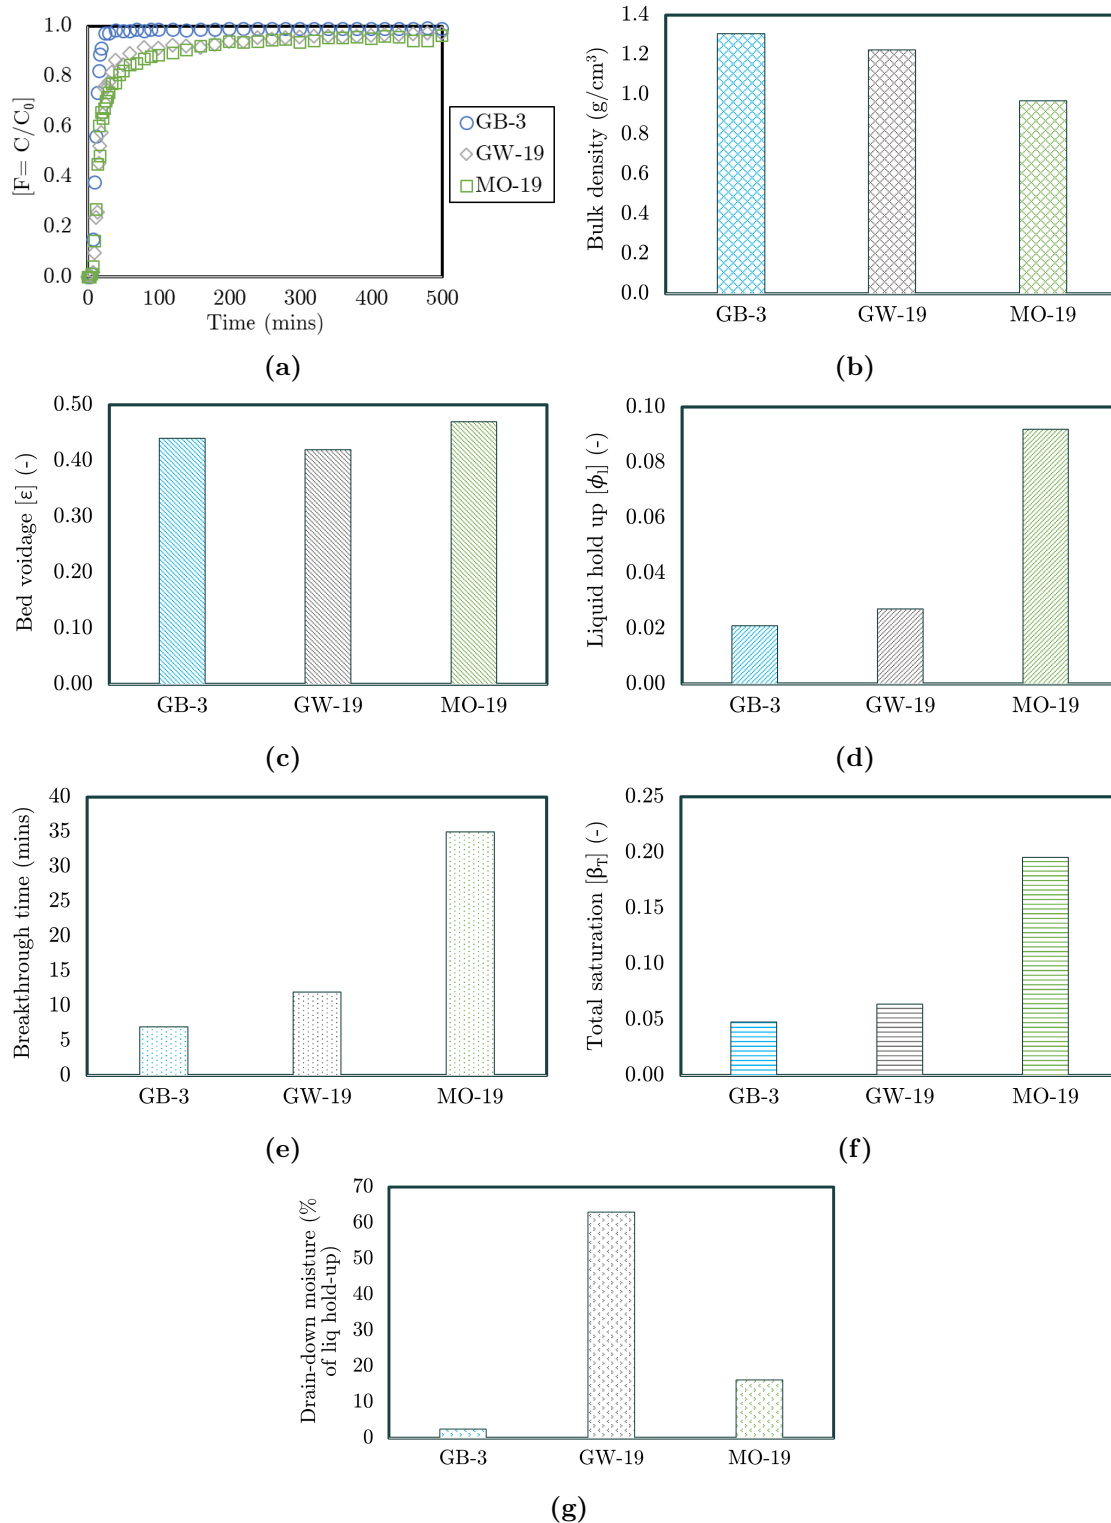 1.0
0.8
0.6
0.4
0.2
0.0
[F= C/C₀]
0 100 200 300 400 500
Time (mins)
GB-3
GW-19
MO-19
(a)
1.4
1.2
1.0
0.8
0.6
0.4
0.2
0.0
Bulk density (g/cm³)
GB-3 GW-19 MO-19
(b)
0.50
0.40
0.30
0.20
0.10
0.00
Bed voidage [ε] (-)
GB-3 GW-19 MO-19
(c)
0.10
0.08
0.06
0.04
0.02
0.00
Liquid hold up [ϕₗ] (-)
GB-3 GW-19 MO-19
(d)
40
35
30
25
20
15
10
5
0
Breakthrough time (mins)
GB-3 GW-19 MO-19
(e)
0.25
0.20
0.15
0.10
0.05
0.00
Total saturation [β_T] (-)
GB-3 GW-19 MO-19
(f)
70
60
50
40
30
20
10
0
Drain-down moisture (%
of liq hold-up)
GB-3 GW-19 MO-19
(g)